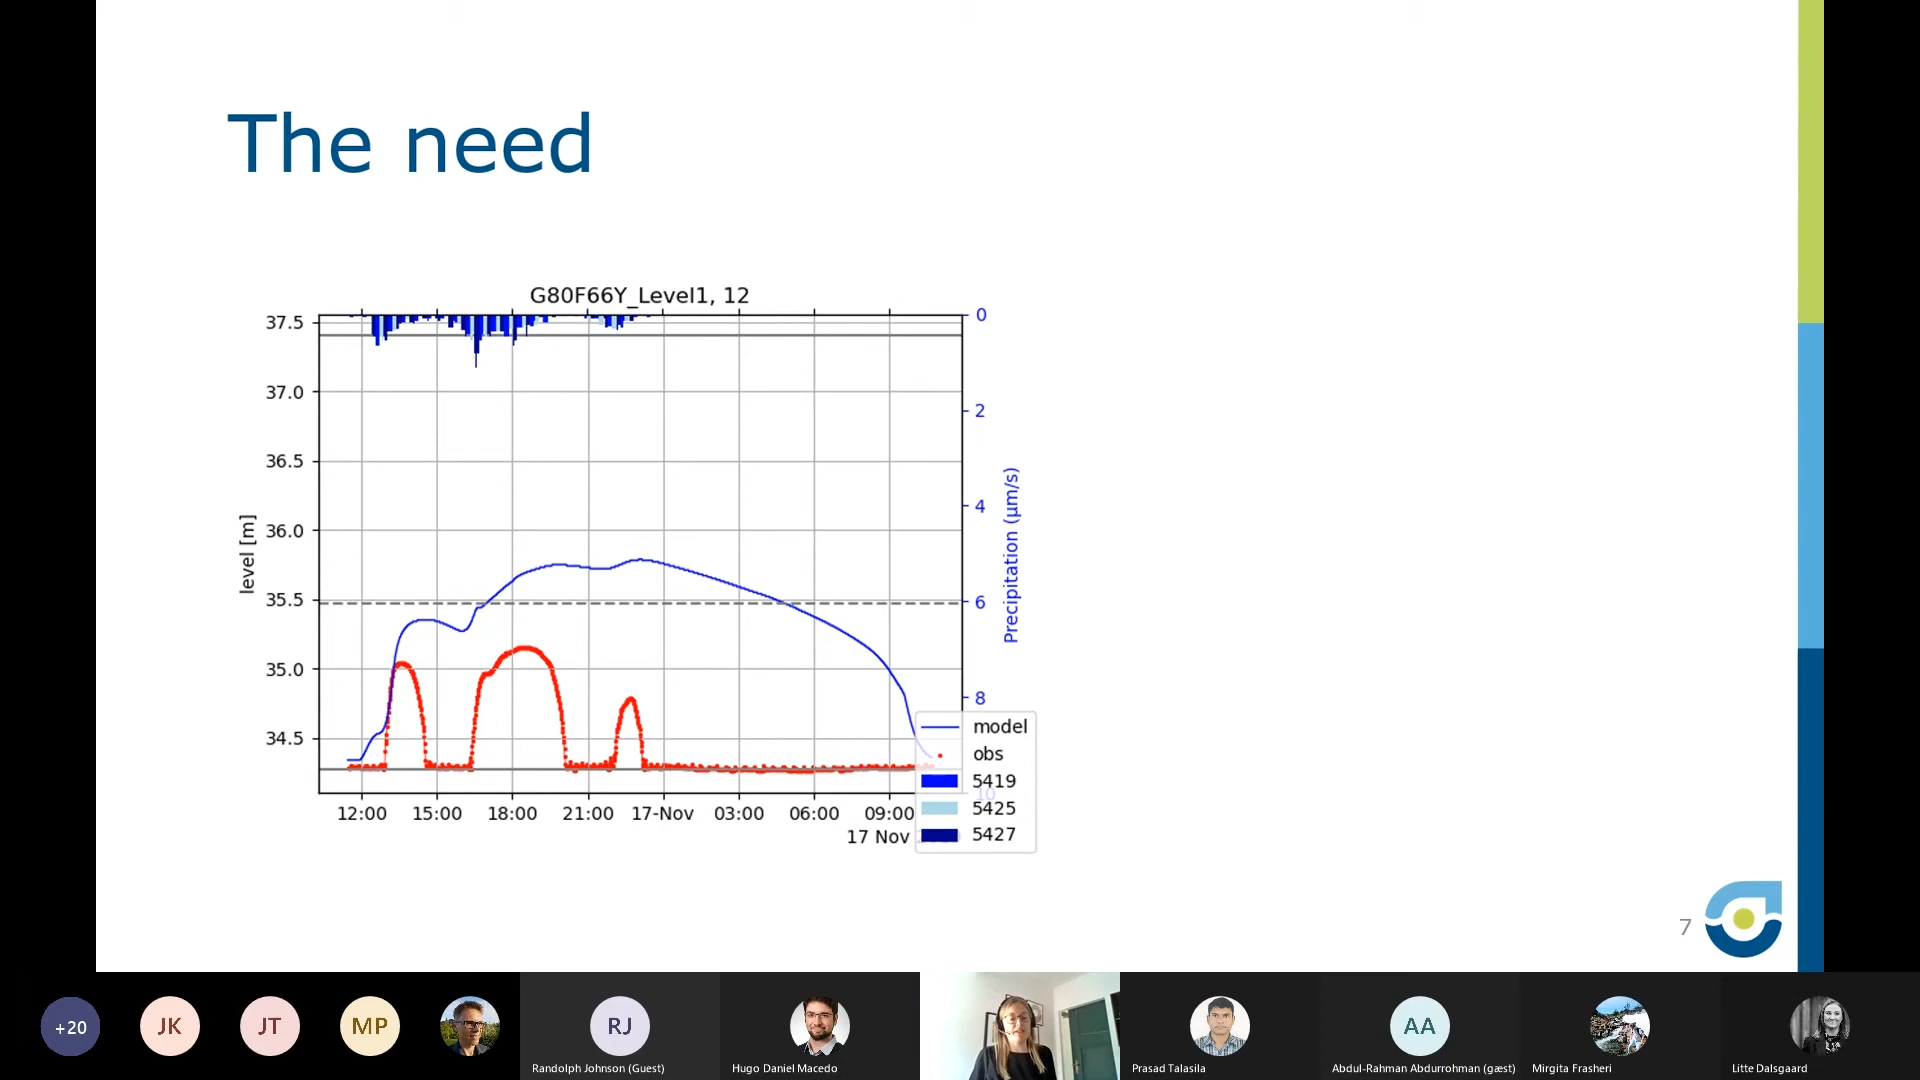 The need
G80F66Y_Level1, 12
37.5
37.0
36.5
36.0
35.5
35.0
34.5
level [m]
0
2
4
6
8
10
Precipitation (μm/s)
12:00 15:00 18:00 21:00 17-Nov 03:00 06:00 09:00
17 Nov
model
obs
5419
5425
5427
7
+20 JK JT MP RJ AA
Randolph Johnson (Guest)
Hugo Daniel Macedo
Prasad Talasila
Abdul-Rahman Abdurrohman (gæst)
Mirgita Frasheri
Litte Dalsgaard